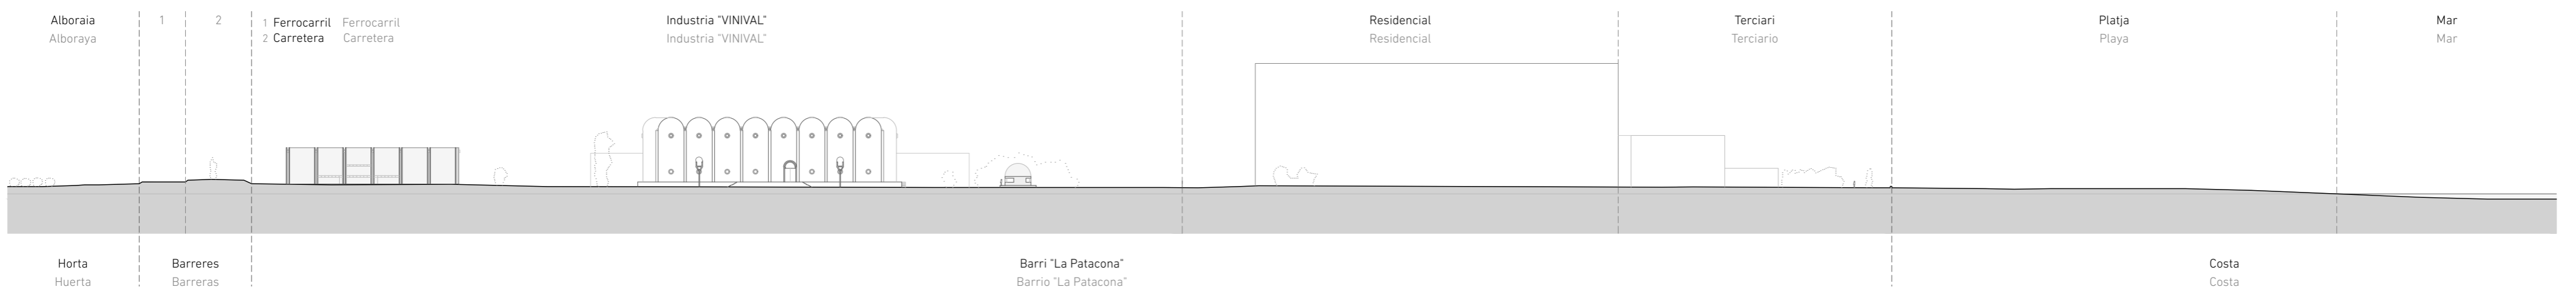 Alboraia
Alboraya
1
2
1 Ferrocarril Ferrocarril
2 Carretera Carretera
Industria "VINIVAL"
Industria "VINIVAL"
Residencial
Residencial
Terciari
Terciario
Platja
Playa
Mar
Mar
Horta
Huerta
Barreres
Barreras
Barri "La Patacona"
Barrio "La Patacona"
Costa
Costa